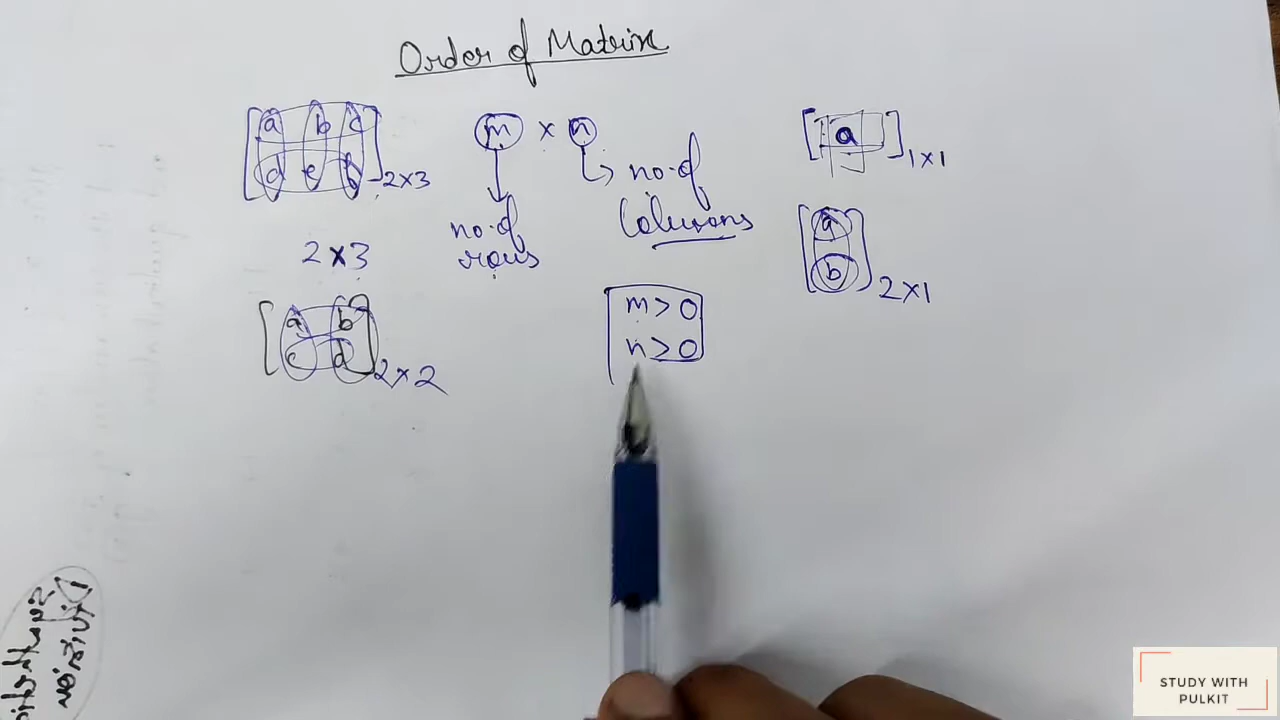 Order of Matrix
a b c
d e
2×3
m × n
no. of
rows
no. of
Columns
[a]
1×1
a
b
2×1
2×3
a b
c d
2×2
m > 0
n > 0
STUDY WITH
PULKIT